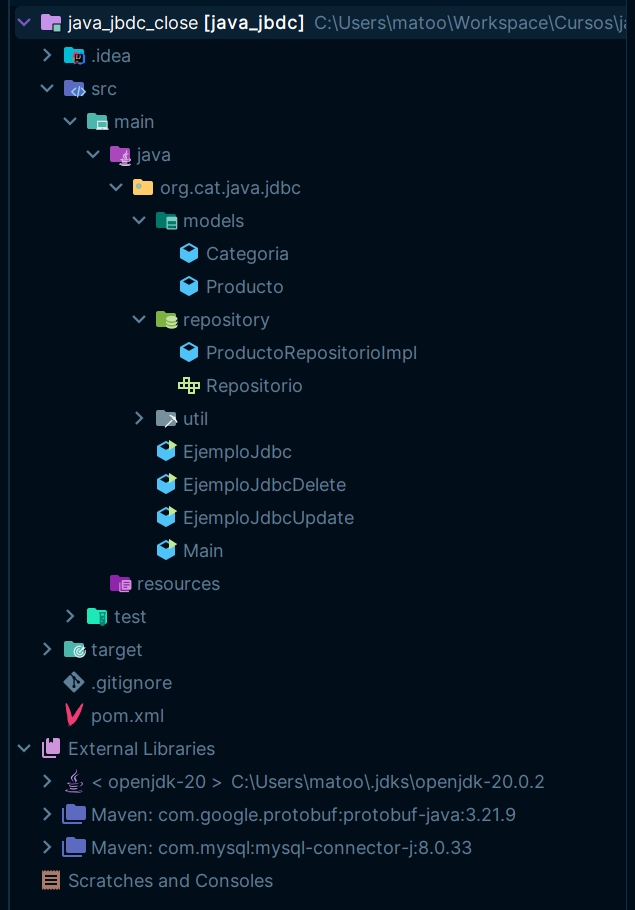 java_jbdc_close [java_jbdc] C:\Users\matoo\Workspace\Cursos\ja
.idea
src
main
java
org.cat.java.jdbc
models
Categoria
Producto
repository
ProductoRepositorioImpl
Repositorio
util
EjemploJdbc
EjemploJdbcDelete
EjemploJdbcUpdate
Main
resources
test
target
.gitignore
pom.xml
External Libraries
< openjdk-20 > C:\Users\matoo\.jdks\openjdk-20.0.2
Maven: com.google.protobuf:protobuf-java:3.21.9
Maven: com.mysql:mysql-connector-j:8.0.33
Scratches and Consoles